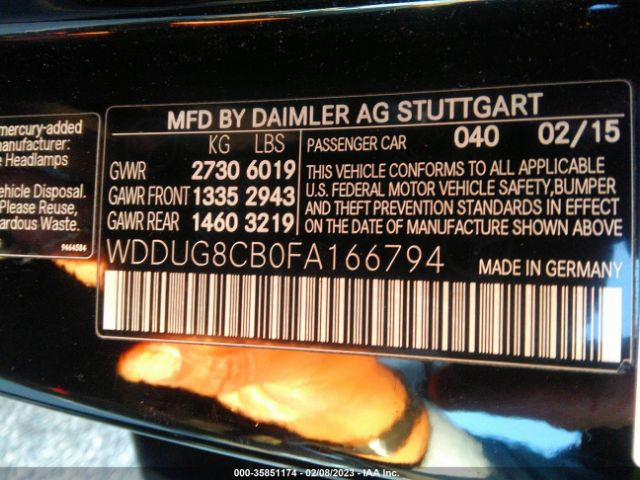 mercury-added
manufacturer:
e Headlamps
ehicle Disposal.
Please Reuse,
ardous Waste.
9464584
MFD BY DAIMLER AG STUTTGART
KG LBS
GVWR 2730 6019
GAWR FRONT 1335 2943
GAWR REAR 1460 3219
PASSENGER CAR 040 02/15
THIS VEHICLE CONFORMS TO ALL APPLICABLE
U.S. FEDERAL MOTOR VEHICLE SAFETY,BUMPER
AND THEFT PREVENTION STANDARDS IN EFFECT
ON THE DATE OF MANUFACTURE SHOWN ABOVE
WDDUG8CB0FA166794 MADE IN GERMANY
000-35851174 - 02/08/2023 - IAA Inc.